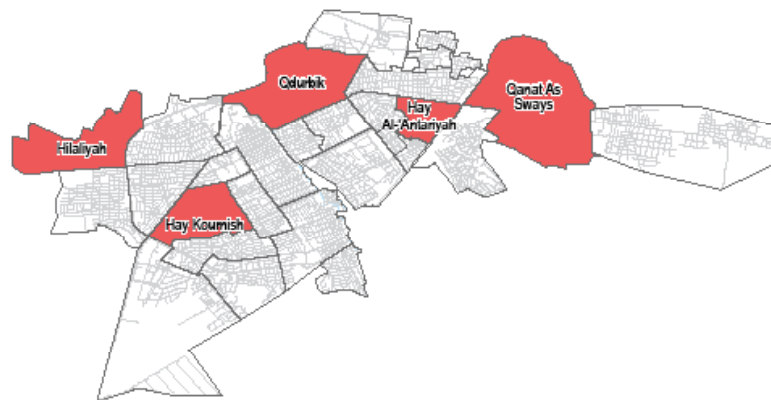 Qdurbik
Qanat As
Sways
Hay
Al-'Antariyah
Hilaliyah
Hay Koumish